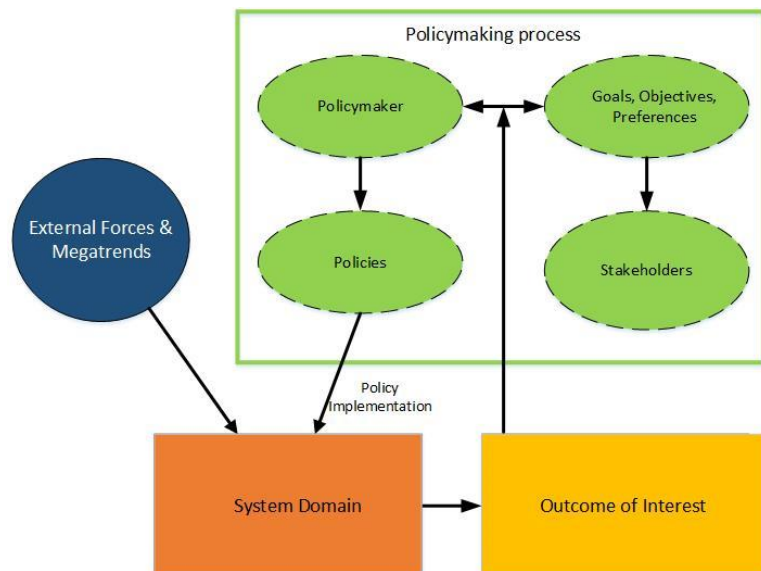 Policymaking process
Policymaker
Goals, Objectives,
Preferences
External Forces &
Megatrends
Policies
Stakeholders
Policy
Implementation
System Domain
Outcome of Interest